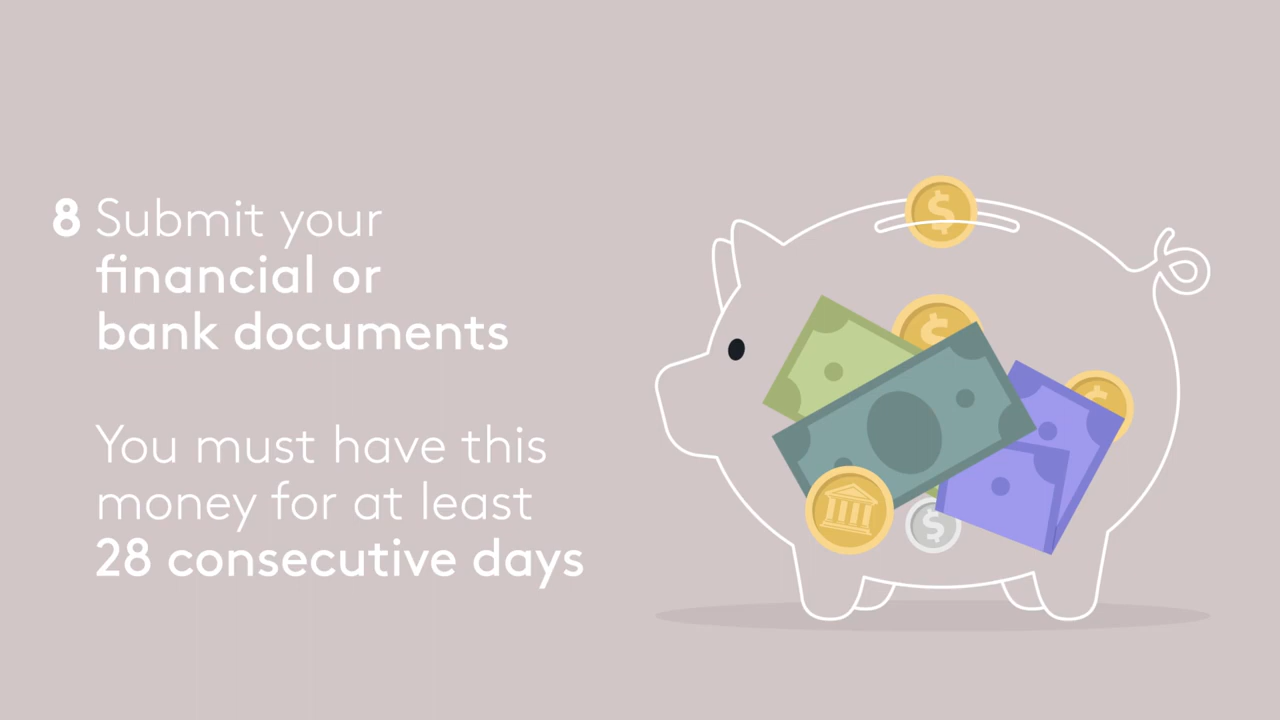 8 Submit your
financial or
bank documents
You must have this
money for at least
28 consecutive days
$
$
$
$